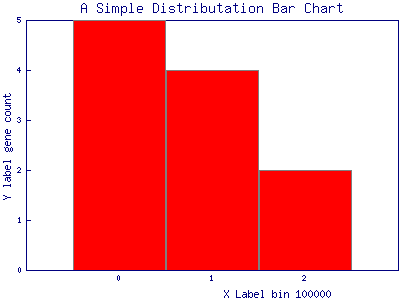 A Simple Distributation Bar Chart
5
4
3
2
1
0
Y label gene count
0 1 2
X Label bin 100000